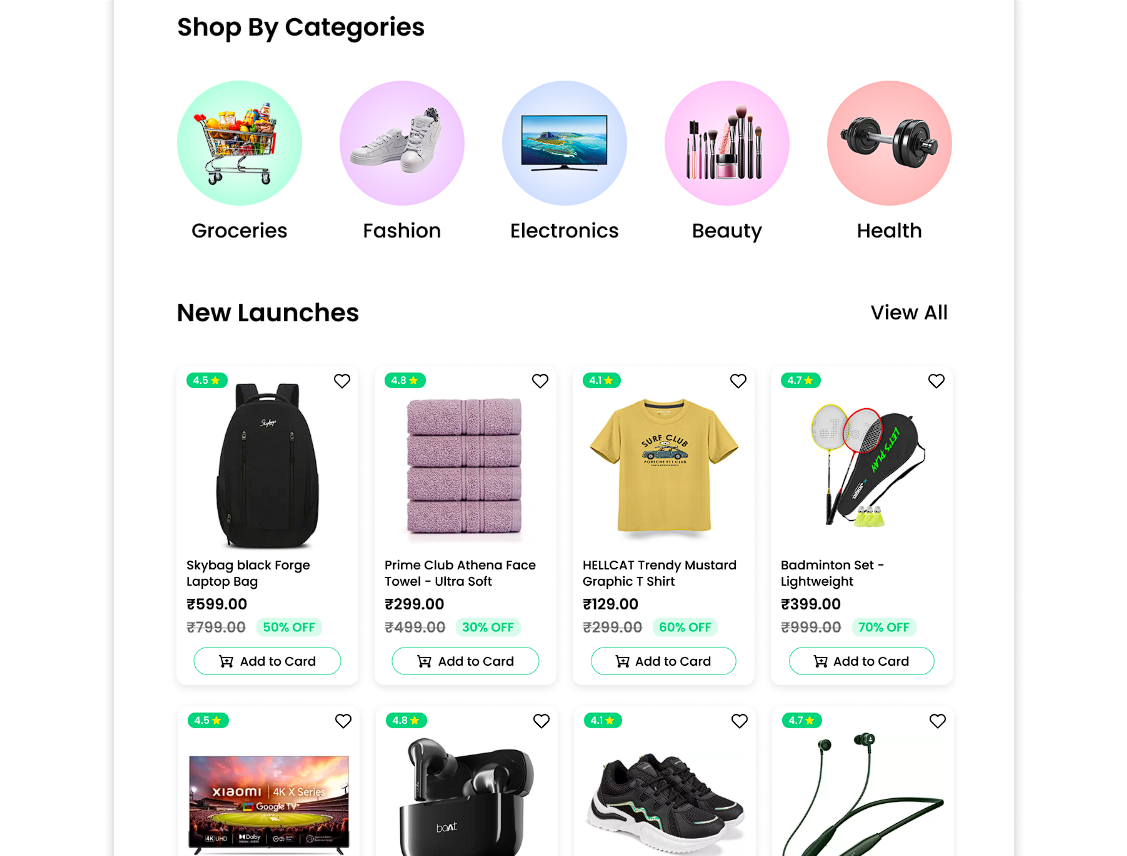 Shop By Categories
Groceries
Fashion
Electronics
Beauty
Health
New Launches
View All
4.5
4.8
4.1
4.7
Skybags
SURF CLUB
LET'S PLAY
Skybag black Forge
Laptop Bag
₹599.00
₹799.00 50% OFF
Add to Card
Prime Club Athena Face
Towel - Ultra Soft
₹299.00
₹499.00 30% OFF
Add to Card
HELLCAT Trendy Mustard
Graphic T Shirt
₹129.00
₹299.00 60% OFF
Add to Card
Badminton Set -
Lightweight
₹399.00
₹999.00 70% OFF
Add to Card
4.5
4.8
4.1
4.7
xiaomi 4K X Series
Google TV
4K UHD Dolby
boAt